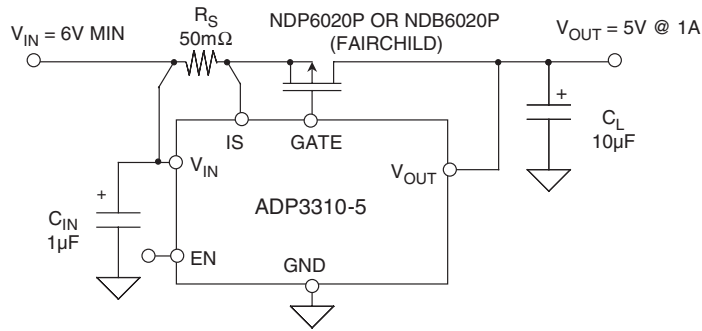 R_S
50mΩ
NDP6020P OR NDB6020P
(FAIRCHILD)
V_IN = 6V MIN
V_OUT = 5V @ 1A
+
C_L
10µF
IS
GATE
V_IN
V_OUT
ADP3310-5
+
C_IN
1µF
EN
GND